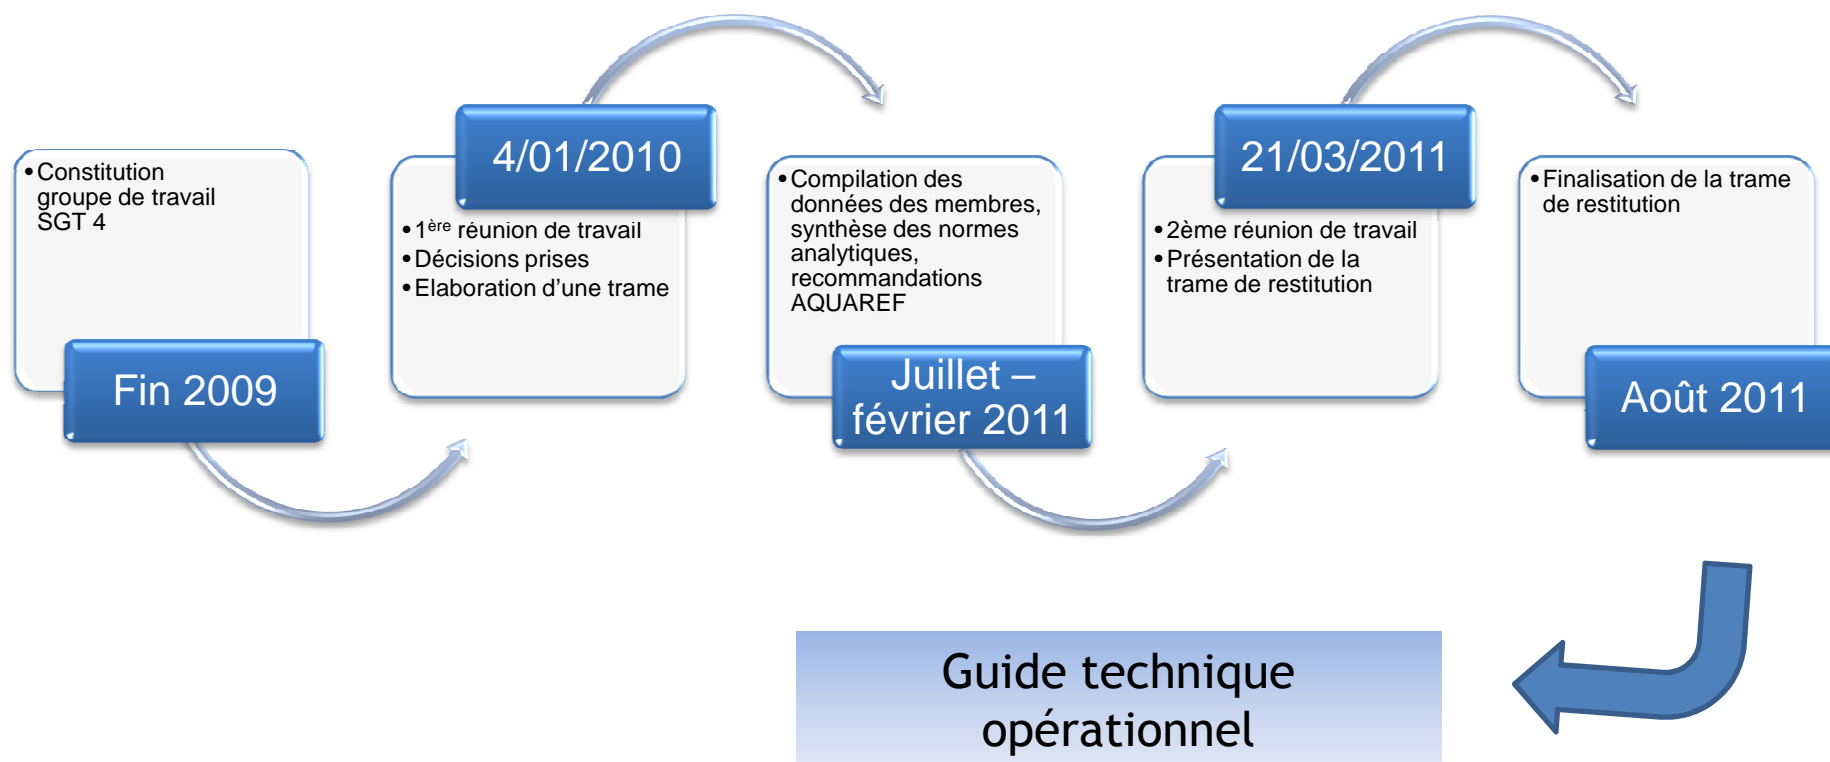 • Constitution
groupe de travail
SGT 4
Fin 2009
4/01/2010
• 1ère réunion de travail
• Décisions prises
• Elaboration d’une trame
• Compilation des
données des membres,
synthèse des normes
analytiques,
recommandations
AQUAREF
Juillet –
février 2011
21/03/2011
• 2ème réunion de travail
• Présentation de la
trame de restitution
• Finalisation de la trame
de restitution
Août 2011
Guide technique
opérationnel